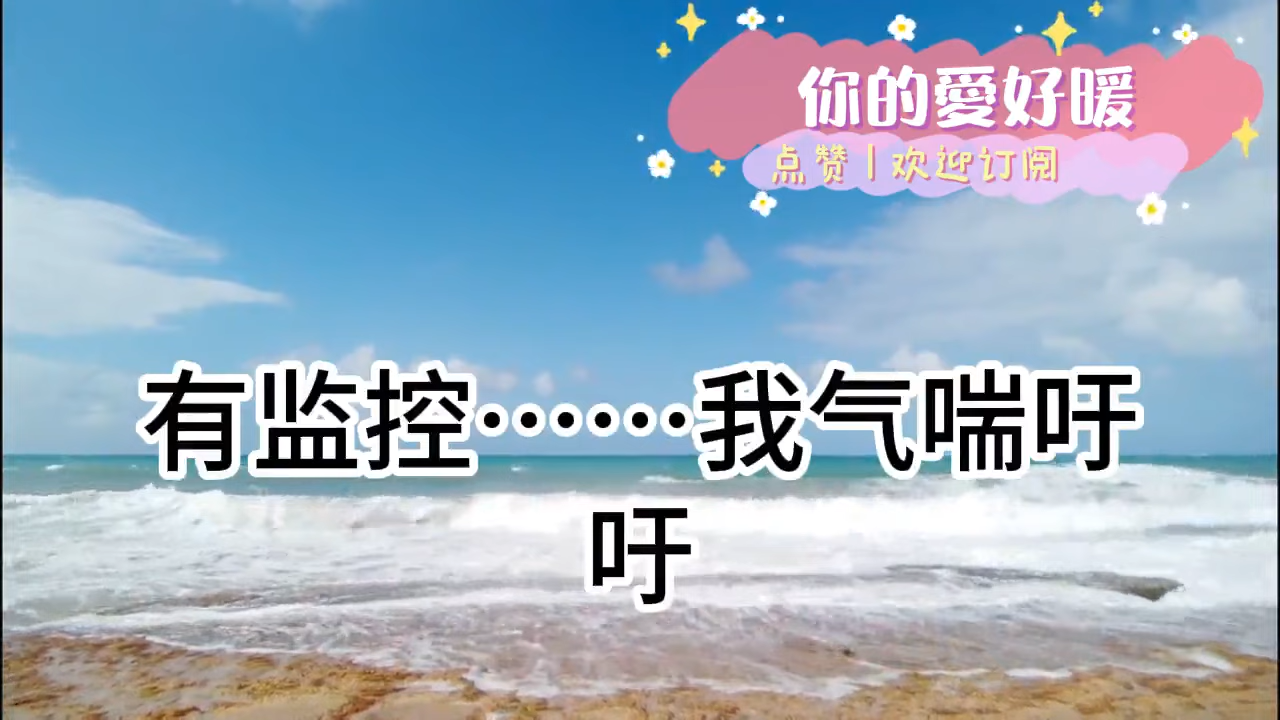 你的愛好暖
点赞 | 欢迎订阅
有监控……我气喘吁
吁